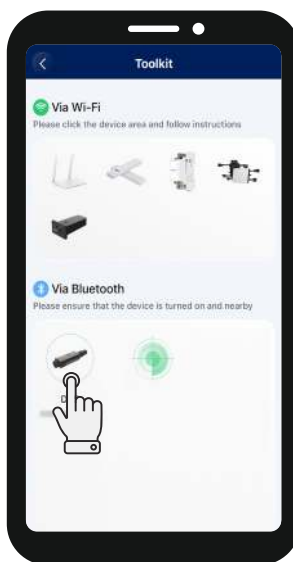 Toolkit
Via Wi-Fi
Please click the device area and follow instructions
Via Bluetooth
Please ensure that the device is turned on and nearby